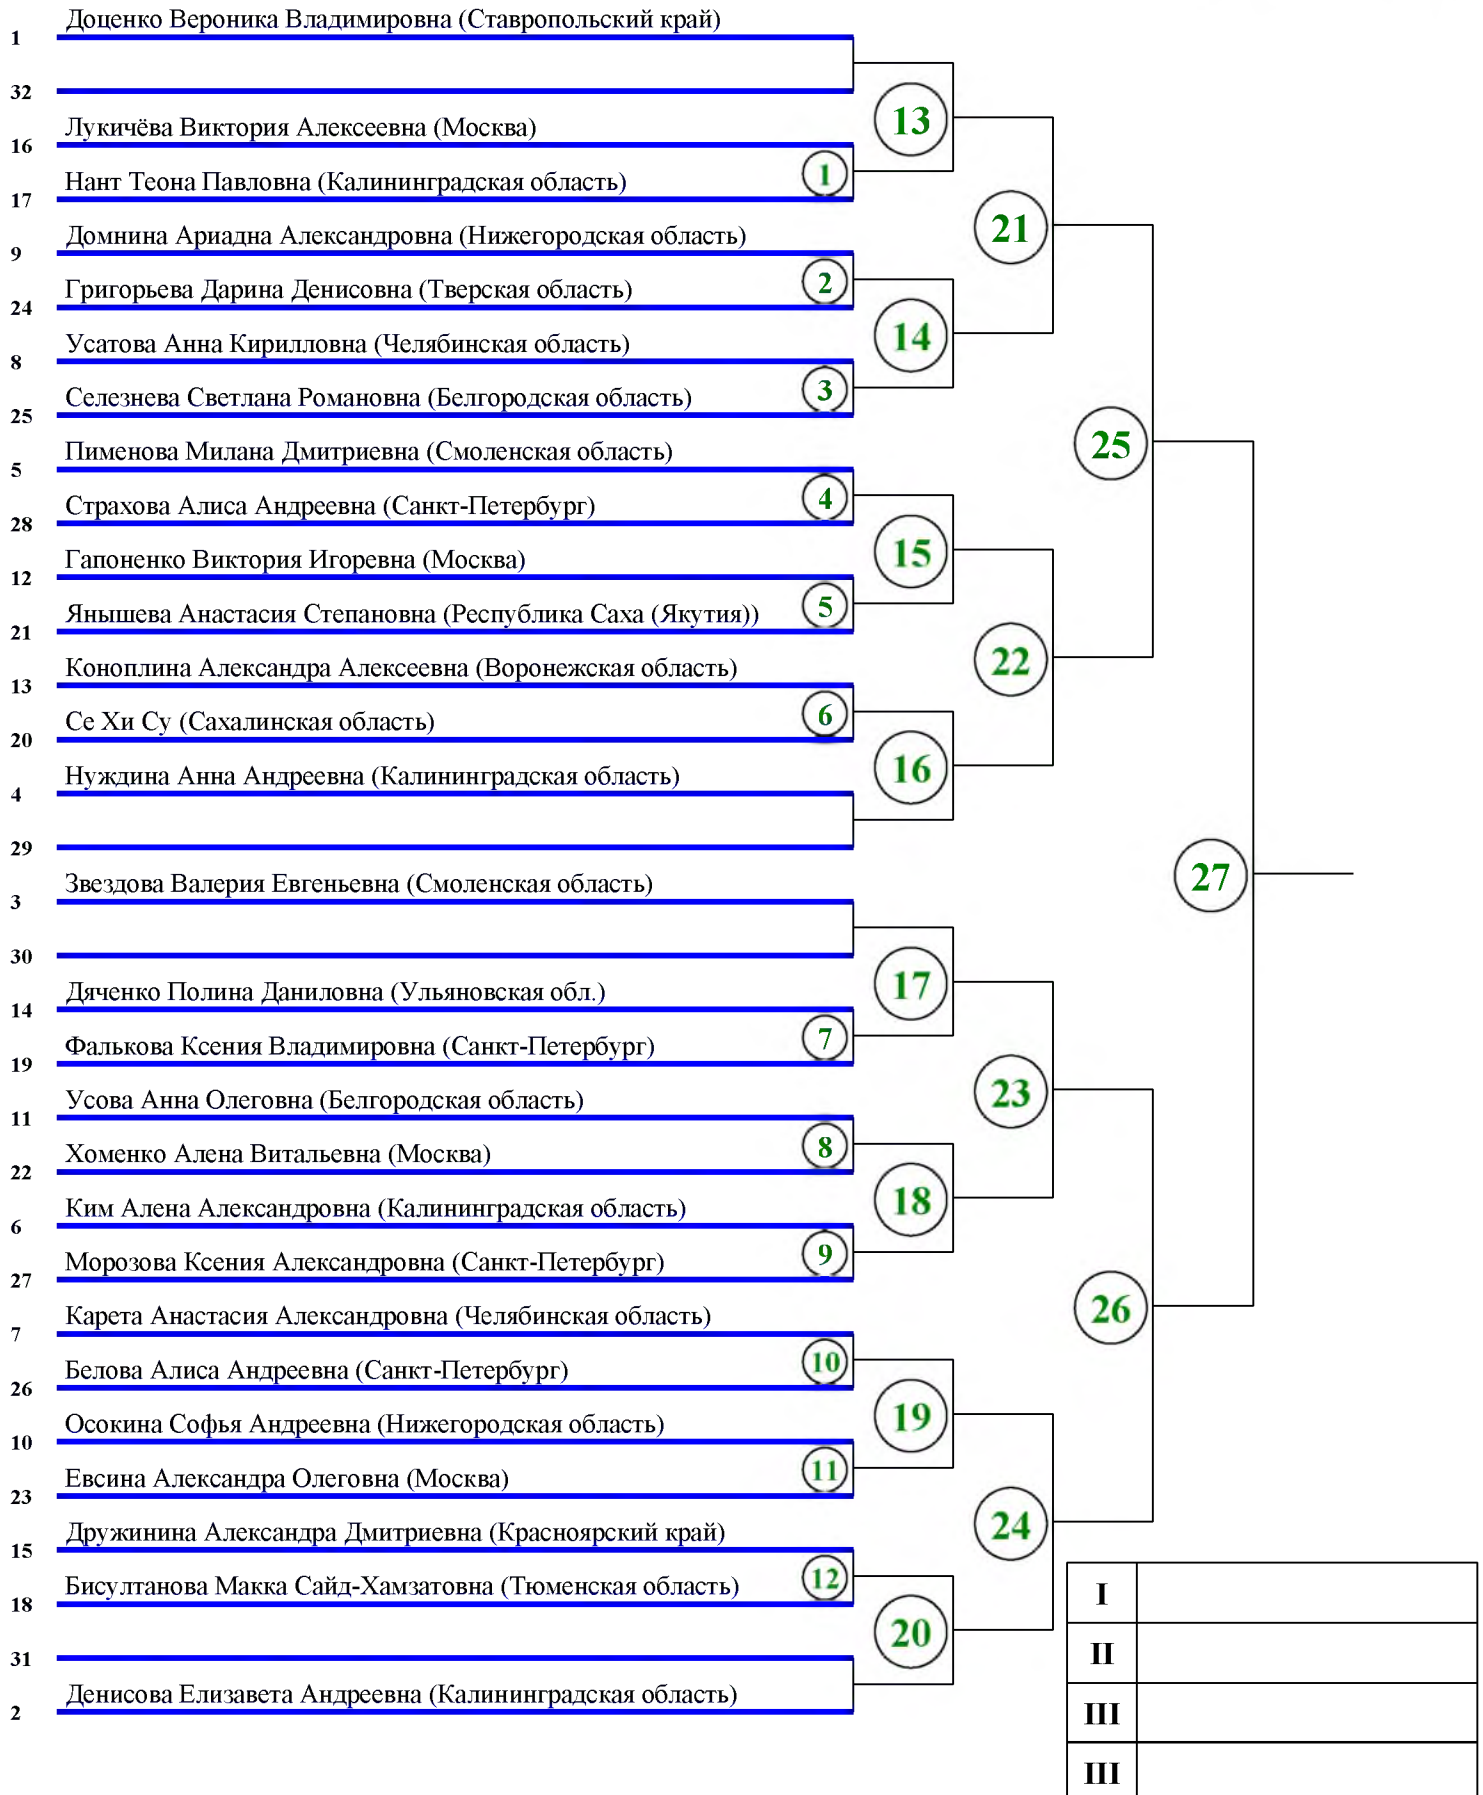 Доценко Вероника Владимировна (Ставропольский край)
1
32
13
Лукичёва Виктория Алексеевна (Москва)
16
1
Нант Теона Павловна (Калининградская область)
17
21
Домнина Ариадна Александровна (Нижегородская область)
9
2
Григорьева Дарина Денисовна (Тверская область)
24
14
Усатова Анна Кирилловна (Челябинская область)
8
3
Селезнева Светлана Романовна (Белгородская область)
25
25
Пименова Милана Дмитриевна (Смоленская область)
5
4
Страхова Алиса Андреевна (Санкт-Петербург)
28
15
Гапоненко Виктория Игоревна (Москва)
12
5
Янышева Анастасия Степановна (Республика Саха (Якутия))
21
22
Коноплина Александра Алексеевна (Воронежская область)
13
6
Се Хи Су (Сахалинская область)
20
16
Нуждина Анна Андреевна (Калининградская область)
4
29
27
Звездова Валерия Евгеньевна (Смоленская область)
3
30
17
Дяченко Полина Даниловна (Ульяновская обл.)
14
7
Фалькова Ксения Владимировна (Санкт-Петербург)
19
23
Усова Анна Олеговна (Белгородская область)
11
8
Хоменко Алена Витальевна (Москва)
22
18
Ким Алена Александровна (Калининградская область)
6
9
Морозова Ксения Александровна (Санкт-Петербург)
27
26
Карета Анастасия Александровна (Челябинская область)
7
10
Белова Алиса Андреевна (Санкт-Петербург)
26
19
Осокина Софья Андреевна (Нижегородская область)
10
11
Евсина Александра Олеговна (Москва)
23
24
Дружинина Александра Дмитриевна (Красноярский край)
15
12
Бисултанова Макка Сайд-Хамзатовна (Тюменская область)
18
20
31
Денисова Елизавета Андреевна (Калининградская область)
2
I
II
III
III